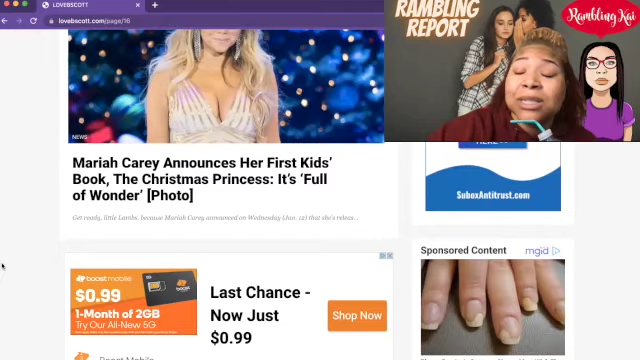 LOVEBSCOTT
lovebscott.com/page/16
RAMBLING
REPORT
Rambling Kai
NEWS
Mariah Carey Announces Her First Kids'
Book, The Christmas Princess: It's 'Full
of Wonder' [Photo]
Get ready, little Lambs, because Mariah Carey announced on Wednesday (Jan. 12) that she's releas...
HERE
SuboxAntitrust.com
Sponsored Content
mgid
boost mobile
$0.99
1-Month of 2GB
Try Our All-New 5G
Last Chance -
Now Just
$0.99
Shop Now
Boost Mobile